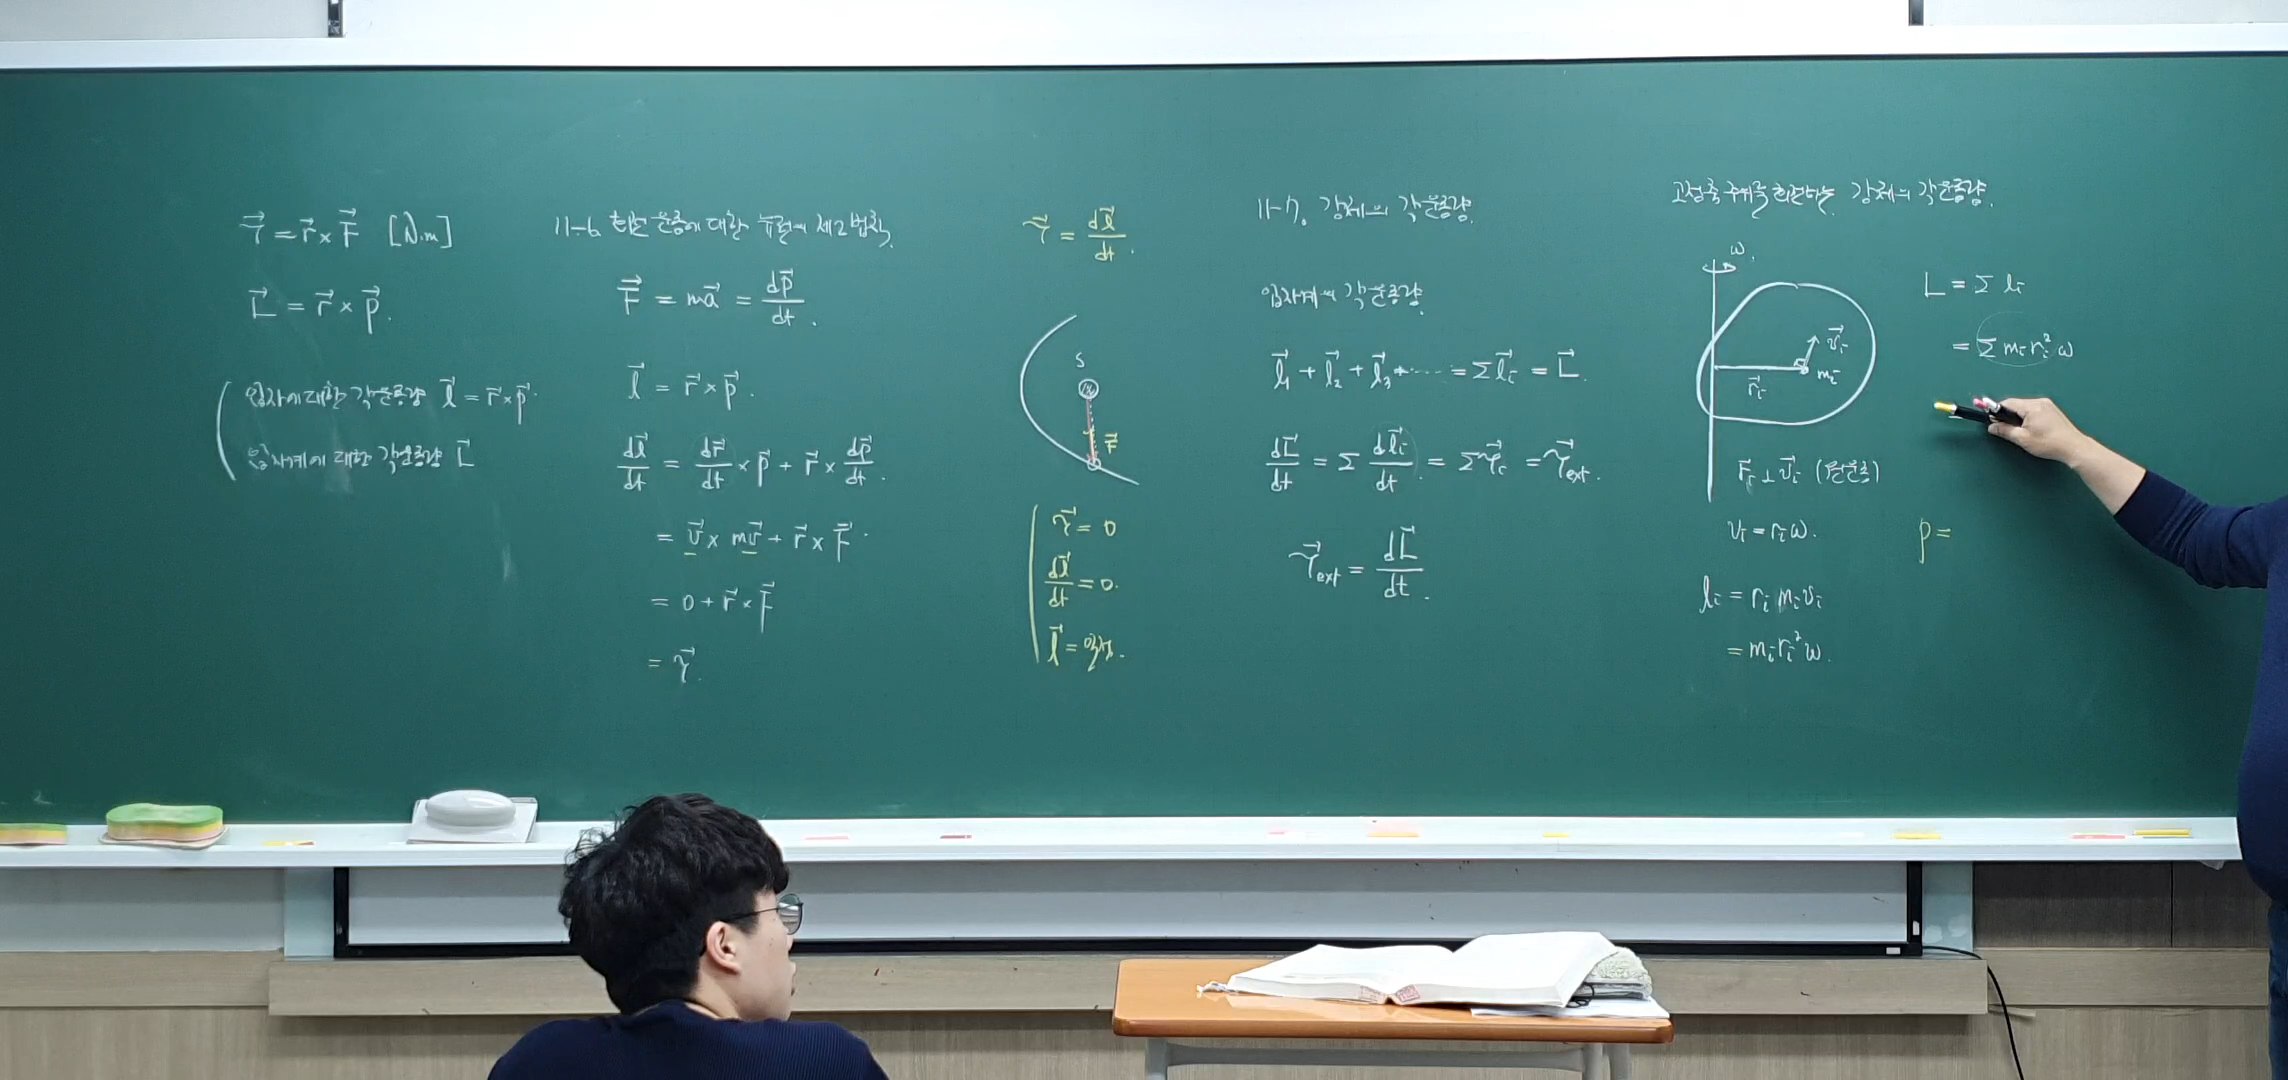 τ⃗ = r⃗ × F⃗ [N.m]
L⃗ = r⃗ × p⃗.
입자에 대한 각운동량 l⃗ = r⃗ × p⃗.
입자계에 대한 각운동량 L⃗
11-6. 회전 운동에 대한 뉴턴의 제2법칙.
F⃗ = ma⃗ = dp⃗/dt.
l⃗ = r⃗ × p⃗.
dl⃗/dt = dr⃗/dt × p⃗ + r⃗ × dp⃗/dt.
= v⃗ × mv⃗ + r⃗ × F⃗.
= 0 + r⃗ × F⃗
= τ⃗.
τ⃗ = dl⃗/dt.
S
M
F⃗
τ⃗ = 0
dl⃗/dt = 0.
l⃗ = 일정.
11-7. 강체의 각운동량.
입자계의 각운동량.
l⃗₁ + l⃗₂ + l⃗₃ + ····· = Σl⃗ᵢ = L⃗.
dL⃗/dt = Σ dl⃗ᵢ/dt = Στ⃗ᵢ = τ⃗ext.
τ⃗ext = dL⃗/dt.
고정축 주위를 회전하는 강체의 각운동량.
ω.
v⃗ᵢ
mᵢ
r⃗ᵢ
r⃗ᵢ ⊥ v⃗ᵢ (원운동)
vᵢ = rᵢω.
lᵢ = rᵢ mᵢvᵢ
= mᵢrᵢ²ω.
L = Σ lᵢ
= Σ mᵢrᵢ²ω
p =